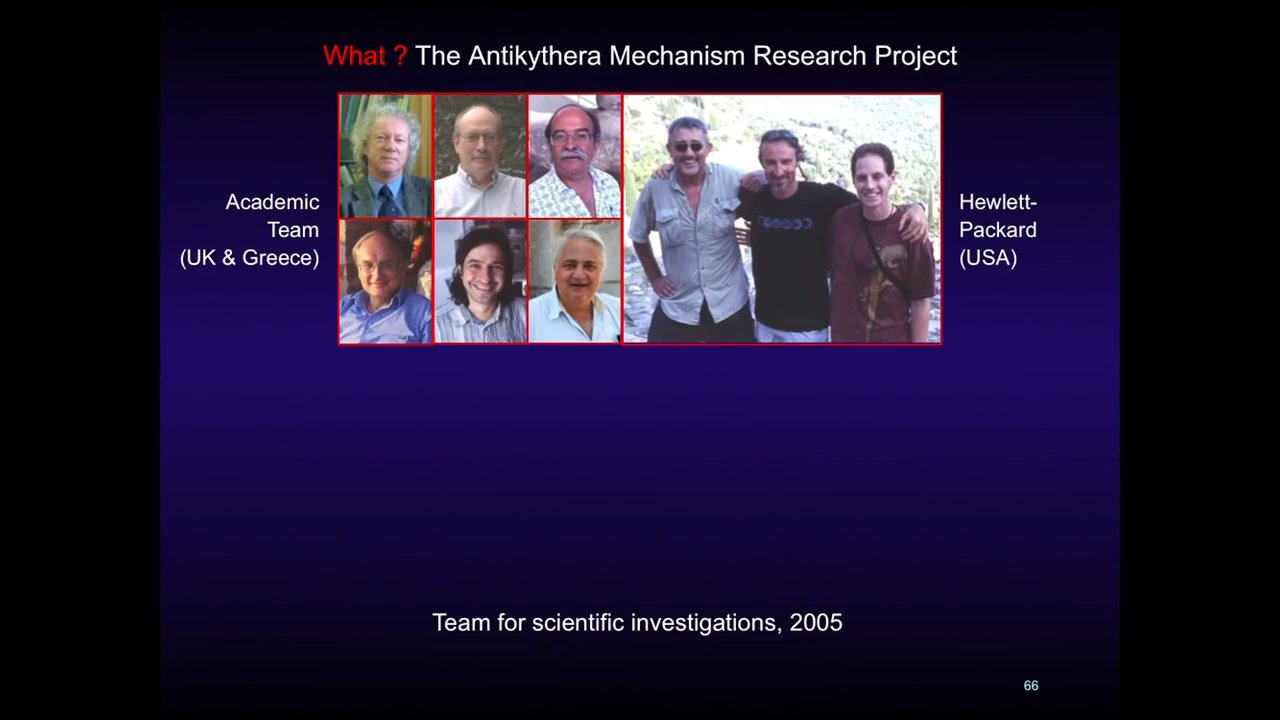 What ? The Antikythera Mechanism Research Project
Academic
Team
(UK & Greece)
Hewlett-
Packard
(USA)
Team for scientific investigations, 2005
66